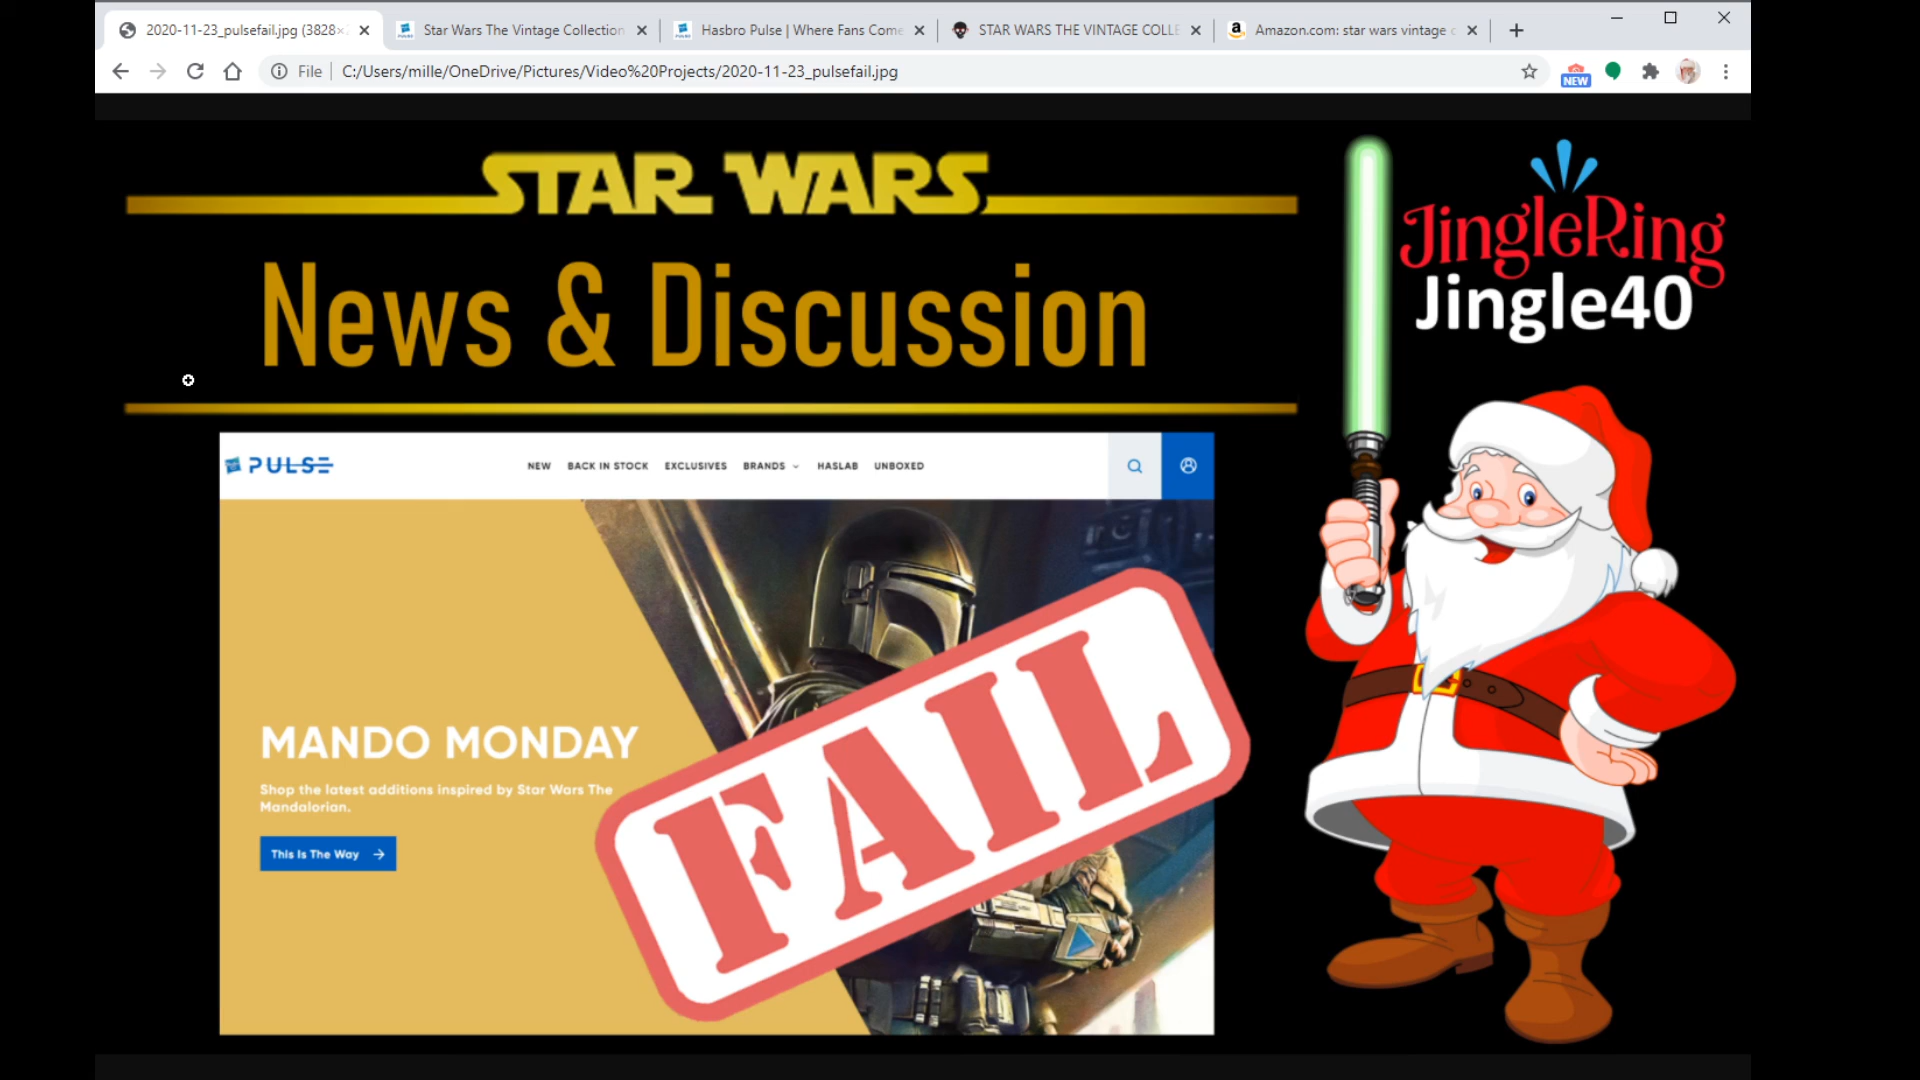 2020-11-23_pulsefail.jpg (3828×
Star Wars The Vintage Collection
Hasbro Pulse | Where Fans Come
STAR WARS THE VINTAGE COLLE
Amazon.com: star wars vintage c
File
C:/Users/mille/OneDrive/Pictures/Video%20Projects/2020-11-23_pulsefail.jpg
NEW
STAR WARS
News & Discussion
JingleRing
Jingle40
PULSE
NEW BACK IN STOCK EXCLUSIVES BRANDS HASLAB UNBOXED
MANDO MONDAY
Shop the latest additions inspired by Star Wars The
Mandalorian.
This Is The Way
FAIL